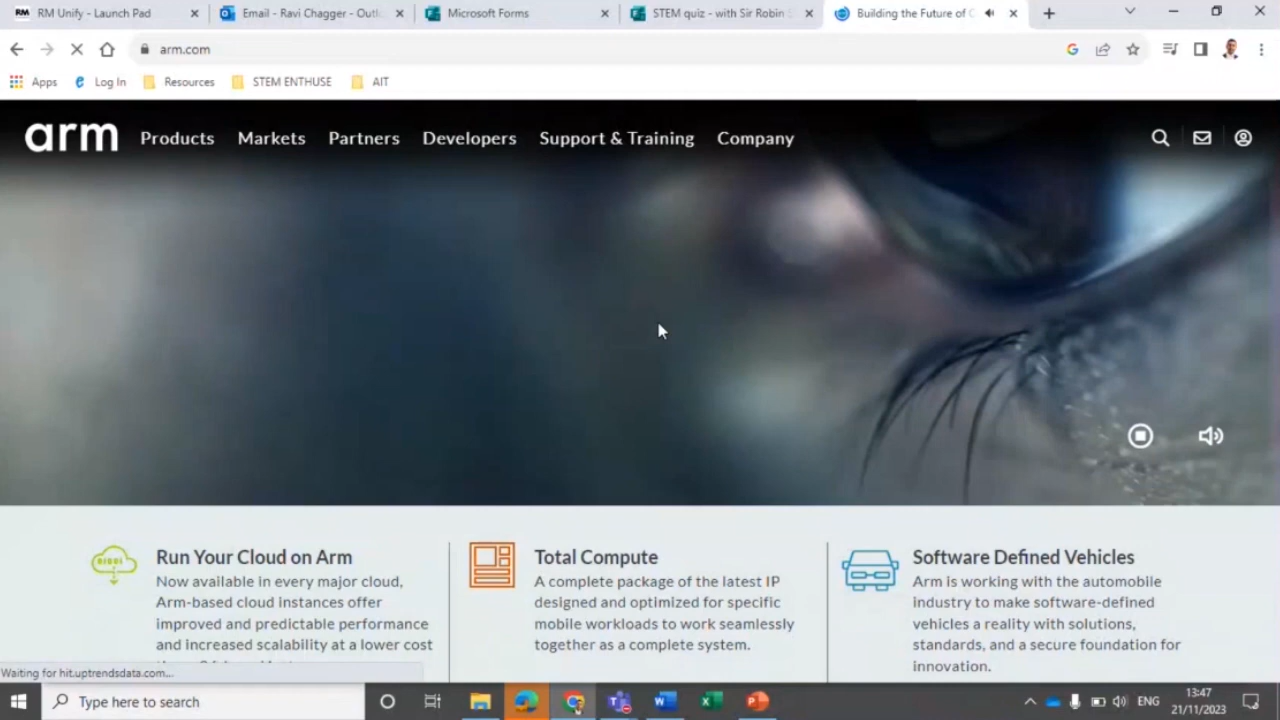 RM RM Unify - Launch Pad
Email - Ravi Chagger - Outl
Microsoft Forms
STEM quiz - with Sir Robin S
Building the Future of C
arm.com
Apps
Log In
Resources
STEM ENTHUSE
AIT
arm
Products
Markets
Partners
Developers
Support & Training
Company
Run Your Cloud on Arm
Now available in every major cloud,
Arm-based cloud instances offer
improved and predictable performance
and increased scalability at a lower cost
Total Compute
A complete package of the latest IP
designed and optimized for specific
mobile workloads to work seamlessly
together as a complete system.
Software Defined Vehicles
Arm is working with the automobile
industry to make software-defined
vehicles a reality with solutions,
standards, and a secure foundation for
innovation.
Waiting for hit.uptrendsdata.com...
Type here to search
ENG
13:47
21/11/2023